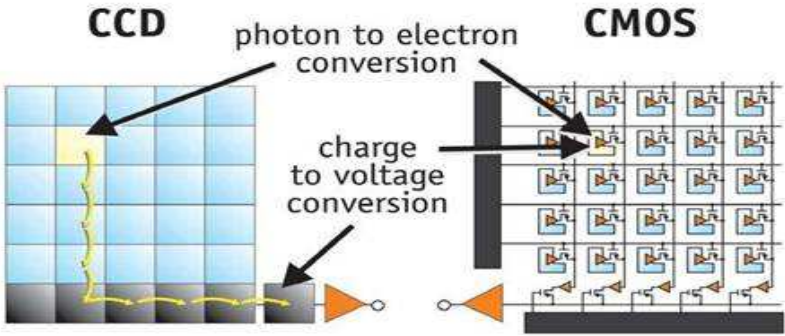 CCD
photon to electron
conversion
CMOS
charge
to voltage
conversion